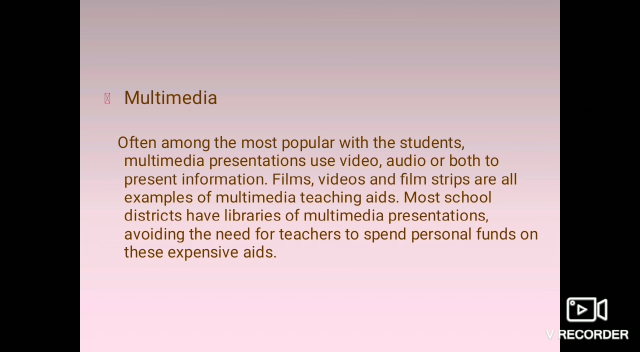 Multimedia
Often among the most popular with the students,
multimedia presentations use video, audio or both to
present information. Films, videos and film strips are all
examples of multimedia teaching aids. Most school
districts have libraries of multimedia presentations,
avoiding the need for teachers to spend personal funds on
these expensive aids.
V RECORDER